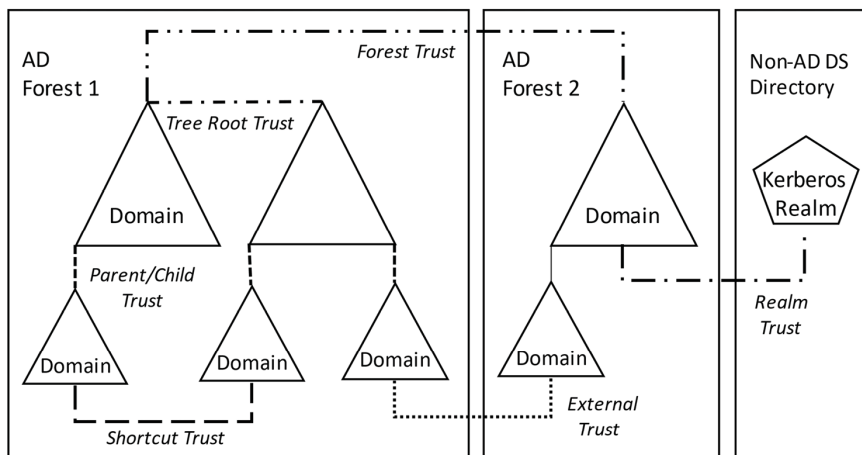 AD
Forest 1
Forest Trust
AD
Forest 2
Non-AD DS
Directory
Tree Root Trust
Domain
Domain
Kerberos
Realm
Parent/Child
Trust
Realm
Trust
Domain
Domain
Domain
Domain
External
Trust
Shortcut Trust